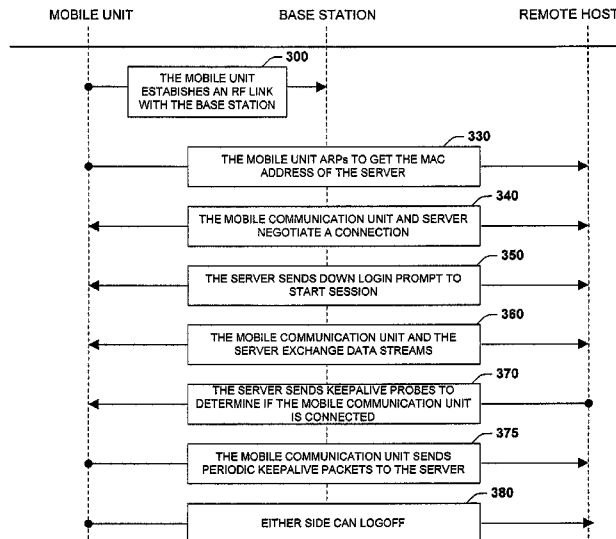 MOBILE UNIT
BASE STATION
REMOTE HOST
300
THE MOBILE UNIT
ESTABISHES AN RF LINK
WITH THE BASE STATION
330
THE MOBILE UNIT ARPs TO GET THE MAC
ADDRESS OF THE SERVER
340
THE MOBILE COMMUNICATION UNIT AND SERVER
NEGOTIATE A CONNECTION
350
THE SERVER SENDS DOWN LOGIN PROMPT TO
START SESSION
360
THE MOBILE COMMUNICATION UNIT AND THE
SERVER EXCHANGE DATA STREAMS
370
THE SERVER SENDS KEEPALIVE PROBES TO
DETERMINE IF THE MOBILE COMMUNICATION UNIT
IS CONNECTED
375
THE MOBILE COMMUNICATION UNIT SENDS
PERIODIC KEEPALIVE PACKETS TO THE SERVER
380
EITHER SIDE CAN LOGOFF